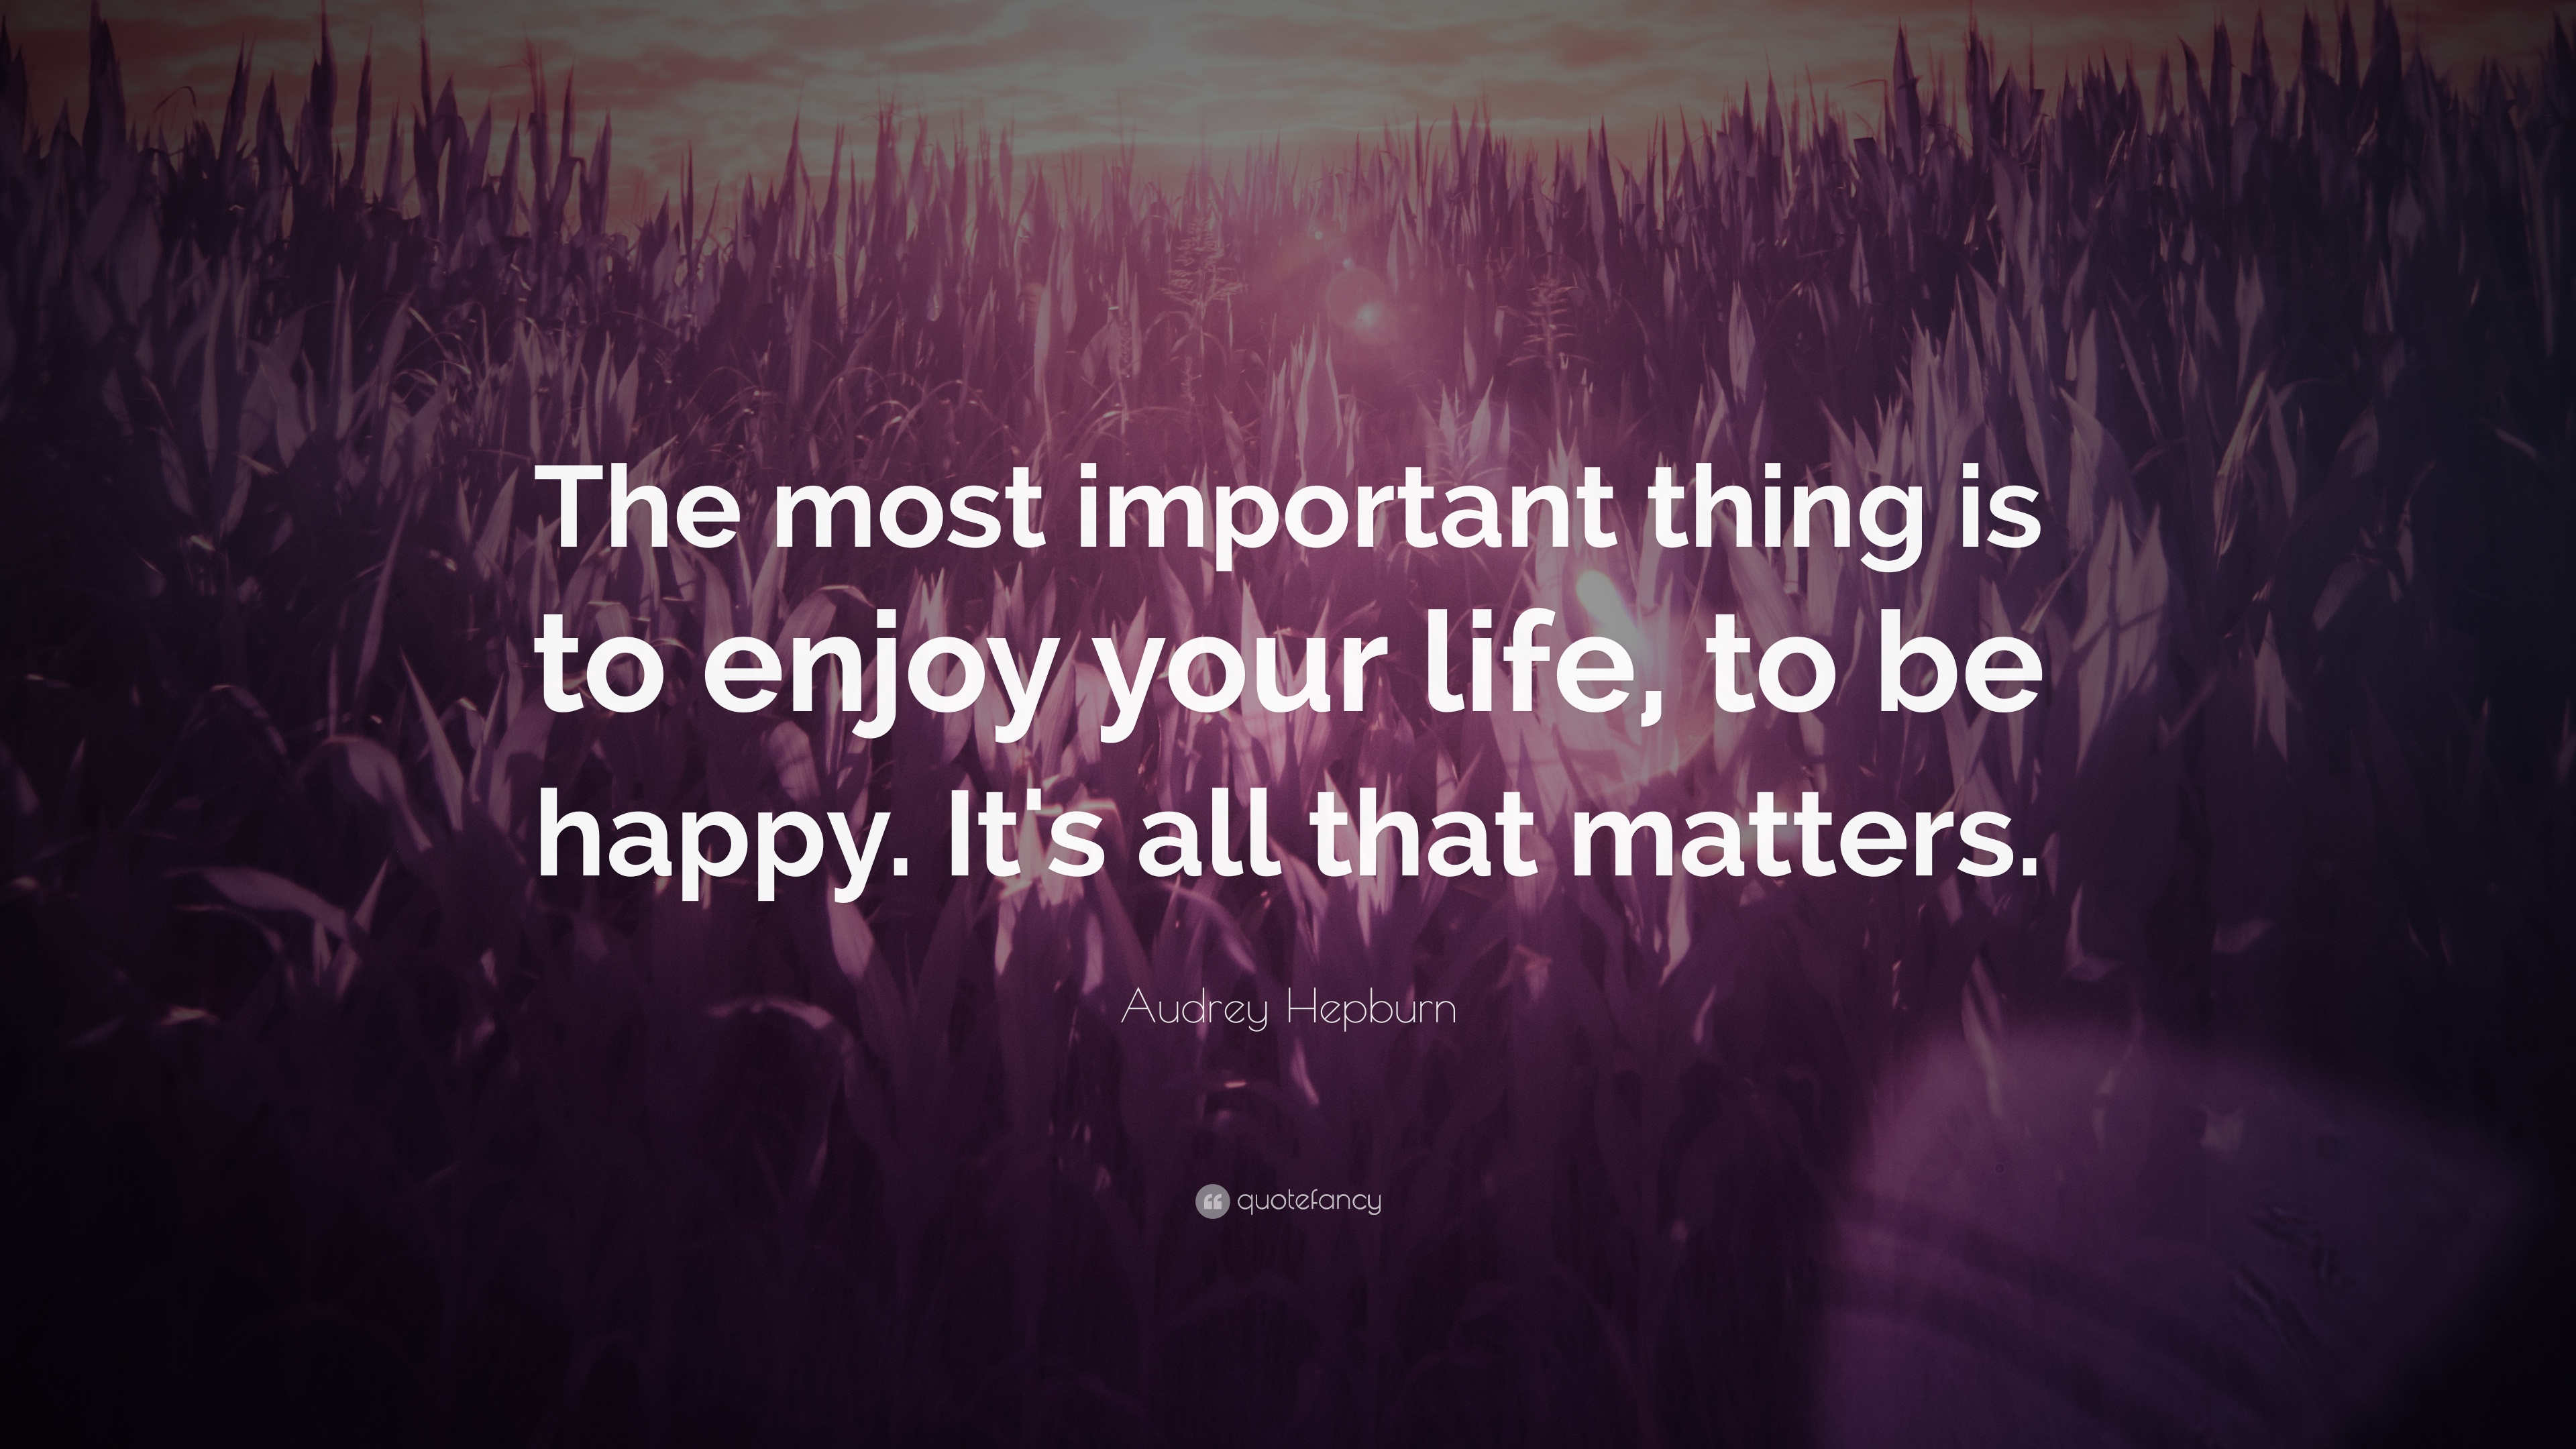 The most important thing is
to enjoy your life, to be
happy. It's all that matters.
Audrey Hepburn
quotefancy